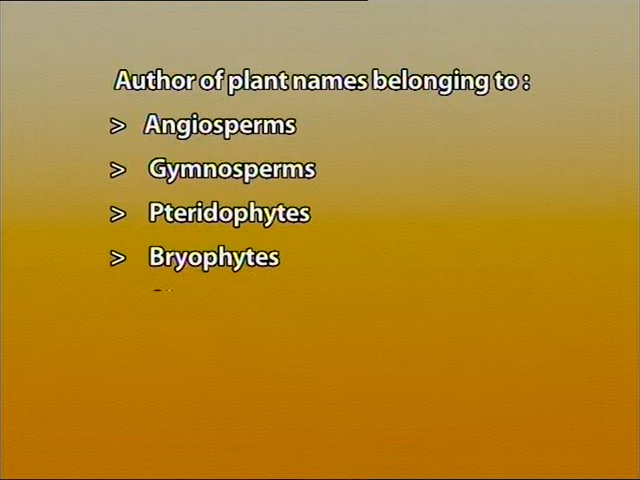 Author of plant names belonging to :
> Angiosperms
> Gymnosperms
> Pteridophytes
> Bryophytes